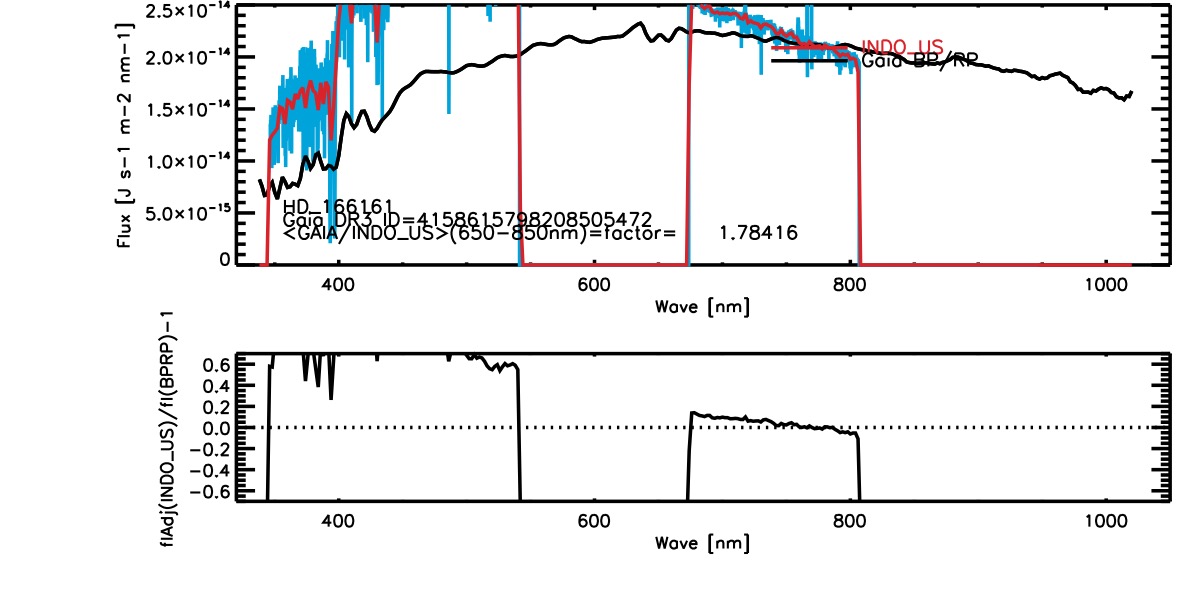 2.5×10−14
2.0×10−14
1.5×10−14
1.0×10−14
5.0×10−15
0
Flux [J s−1 m−2 nm−1]
INDO_US
Gaia BP/RP
HD_166161
Gaia DR3 ID=4158615798208505472
<GAIA/INDO_US>(650−850nm)=factor= 1.78416
400 600 800 1000
Wave [nm]
flAdj(INDO_US)/fl(BPRP)−1
0.6
0.4
0.2
0.0
−0.2
−0.4
−0.6
400 600 800 1000
Wave [nm]